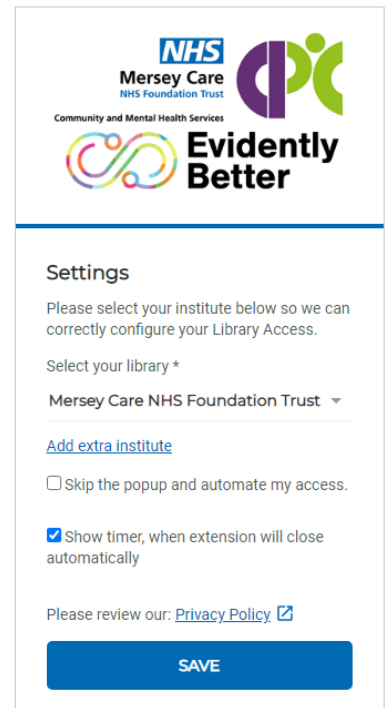 NHS
Mersey Care
NHS Foundation Trust
Community and Mental Health Services
CPC
Evidently
Better
Settings
Please select your institute below so we can
correctly configure your Library Access.
Select your library *
Mersey Care NHS Foundation Trust
Add extra institute
Skip the popup and automate my access.
Show timer, when extension will close
automatically
Please review our: Privacy Policy
SAVE